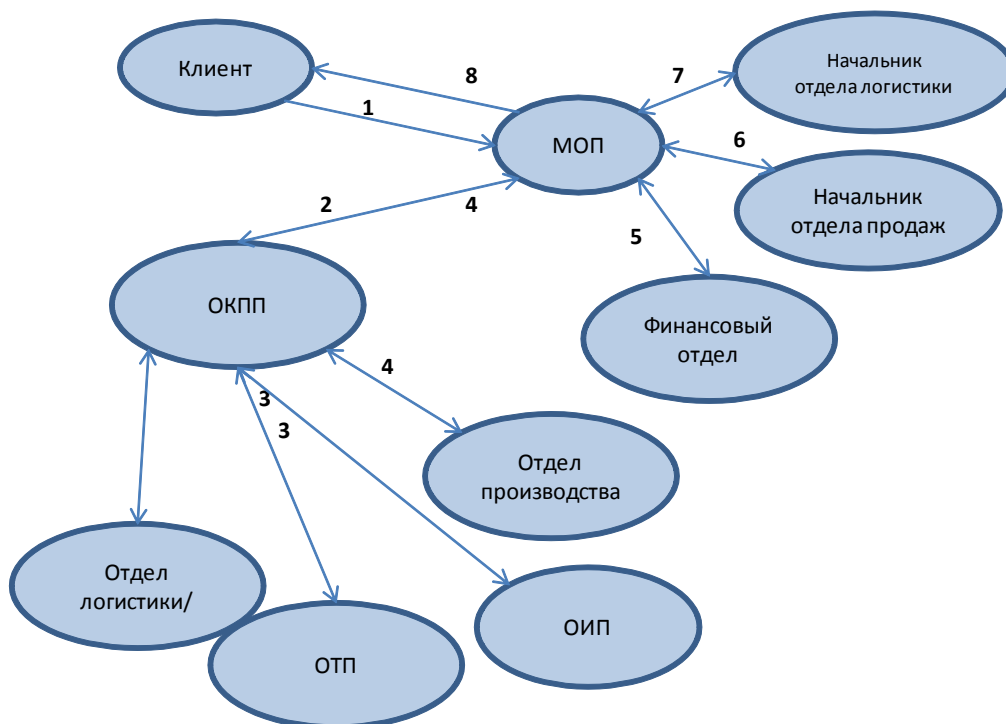 Клиент
8
1
МОП
7
Начальник
отдела логистики
6
Начальник
отдела продаж
2
4
5
ОКПП
Финансовый
отдел
4
3
3
Отдел
производства
Отдел
логистики/
ОТП
ОИП